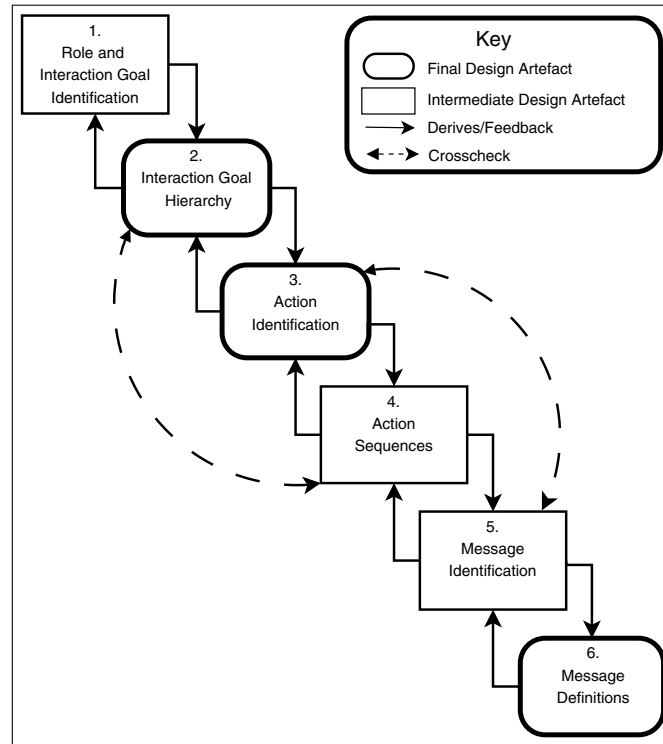 1.
Role and
Interaction Goal
Identification
Key
Final Design Artefact
Intermediate Design Artefact
Derives/Feedback
Crosscheck
2.
Interaction Goal
Hierarchy
3.
Action
Identification
4.
Action
Sequences
5.
Message
Identification
6.
Message
Definitions